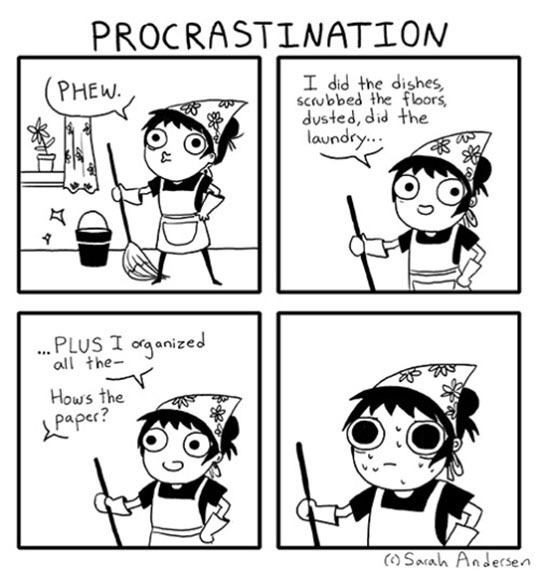 PROCRASTINATION
PHEW.
I did the dishes,
scrubbed the floors,
dusted, did the
laundry...
...PLUS I organized
all the—
How's the
paper?
(c) Sarah Andersen